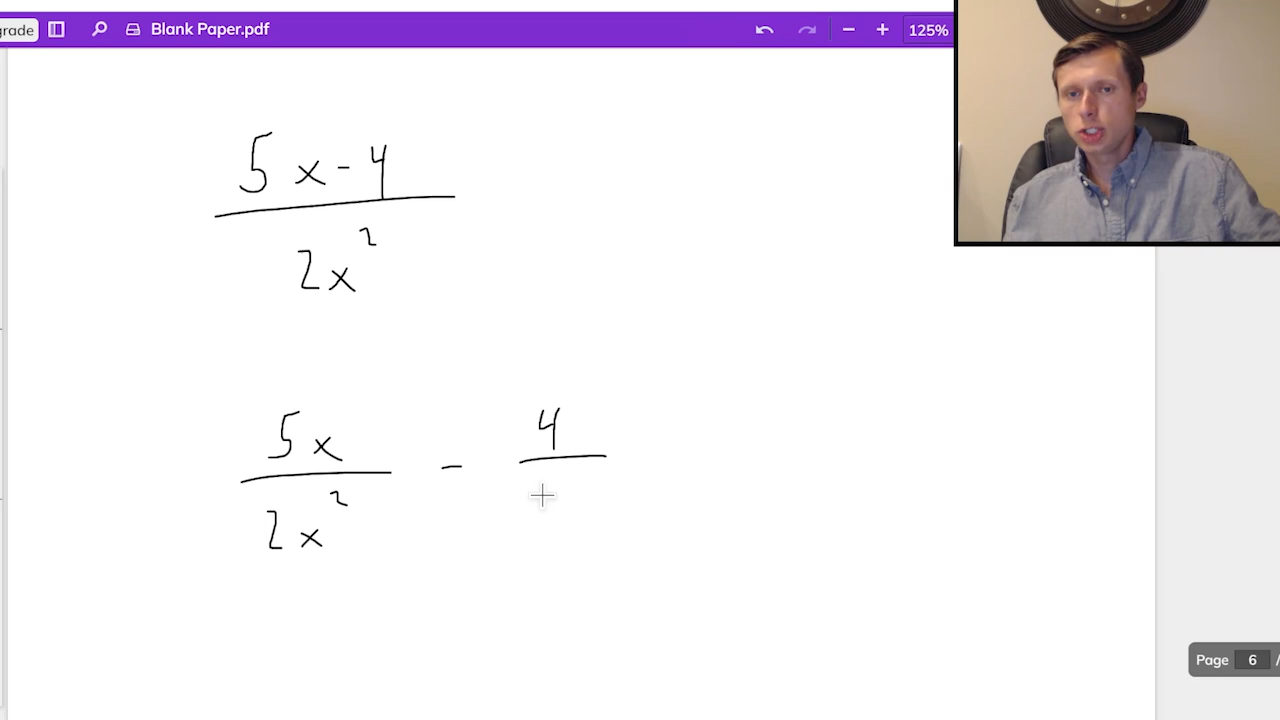 grade Blank Paper.pdf 125%
5x-4
2x²
5x - 4
2x²
Page 6 /